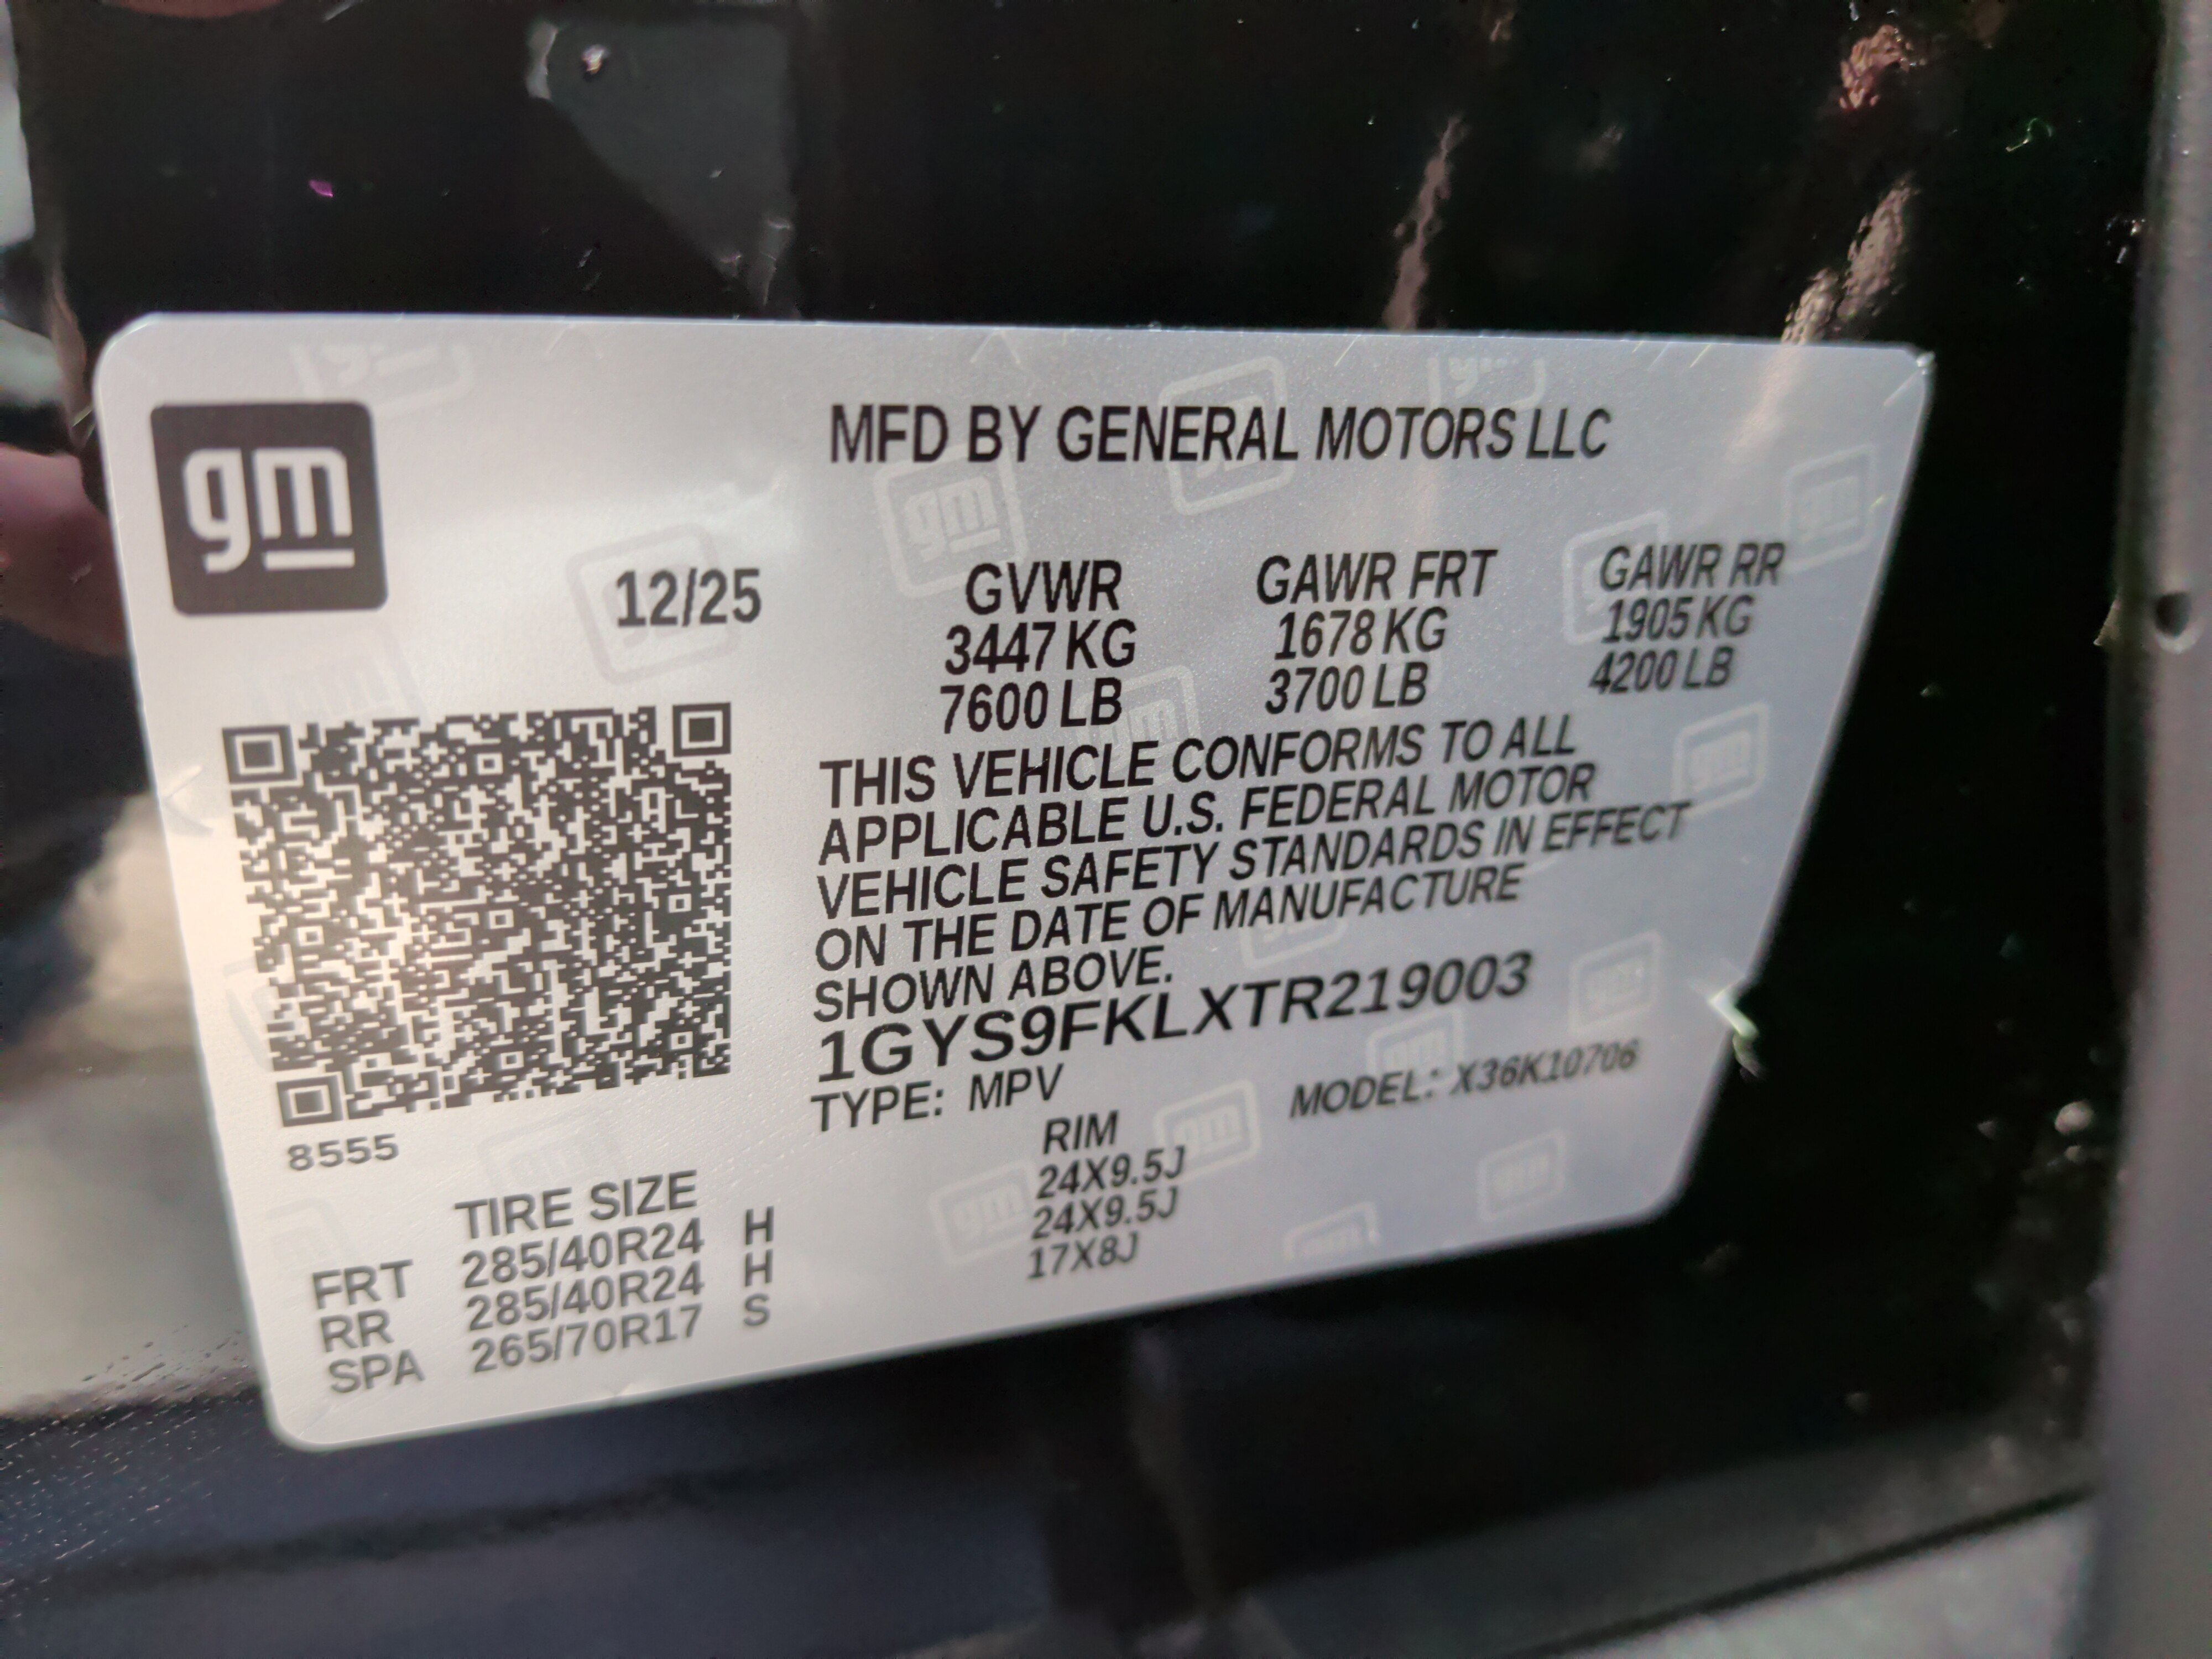 gm
MFD BY GENERAL MOTORS LLC
12/25
GVWR GAWR FRT GAWR RR
3447 KG 1678 KG 1905 KG
7600 LB 3700 LB 4200 LB
THIS VEHICLE CONFORMS TO ALL
APPLICABLE U.S. FEDERAL MOTOR
VEHICLE SAFETY STANDARDS IN EFFECT
ON THE DATE OF MANUFACTURE
SHOWN ABOVE.
1GYS9FKLXTR219003
TYPE: MPV MODEL: X36K10706
8555
TIRE SIZE RIM
FRT 285/40R24 H 24X9.5J
RR 285/40R24 H 24X9.5J
SPA 265/70R17 S 17X8J